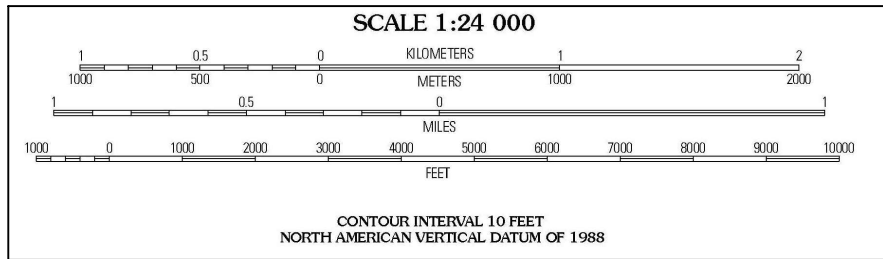 SCALE 1:24 000
1 0.5 0 KILOMETERS 1 2
1000 500 0 METERS 1000 2000
1 0.5 0 1
MILES
1000 0 1000 2000 3000 4000 5000 6000 7000 8000 9000 10000
FEET
CONTOUR INTERVAL 10 FEET
NORTH AMERICAN VERTICAL DATUM OF 1988